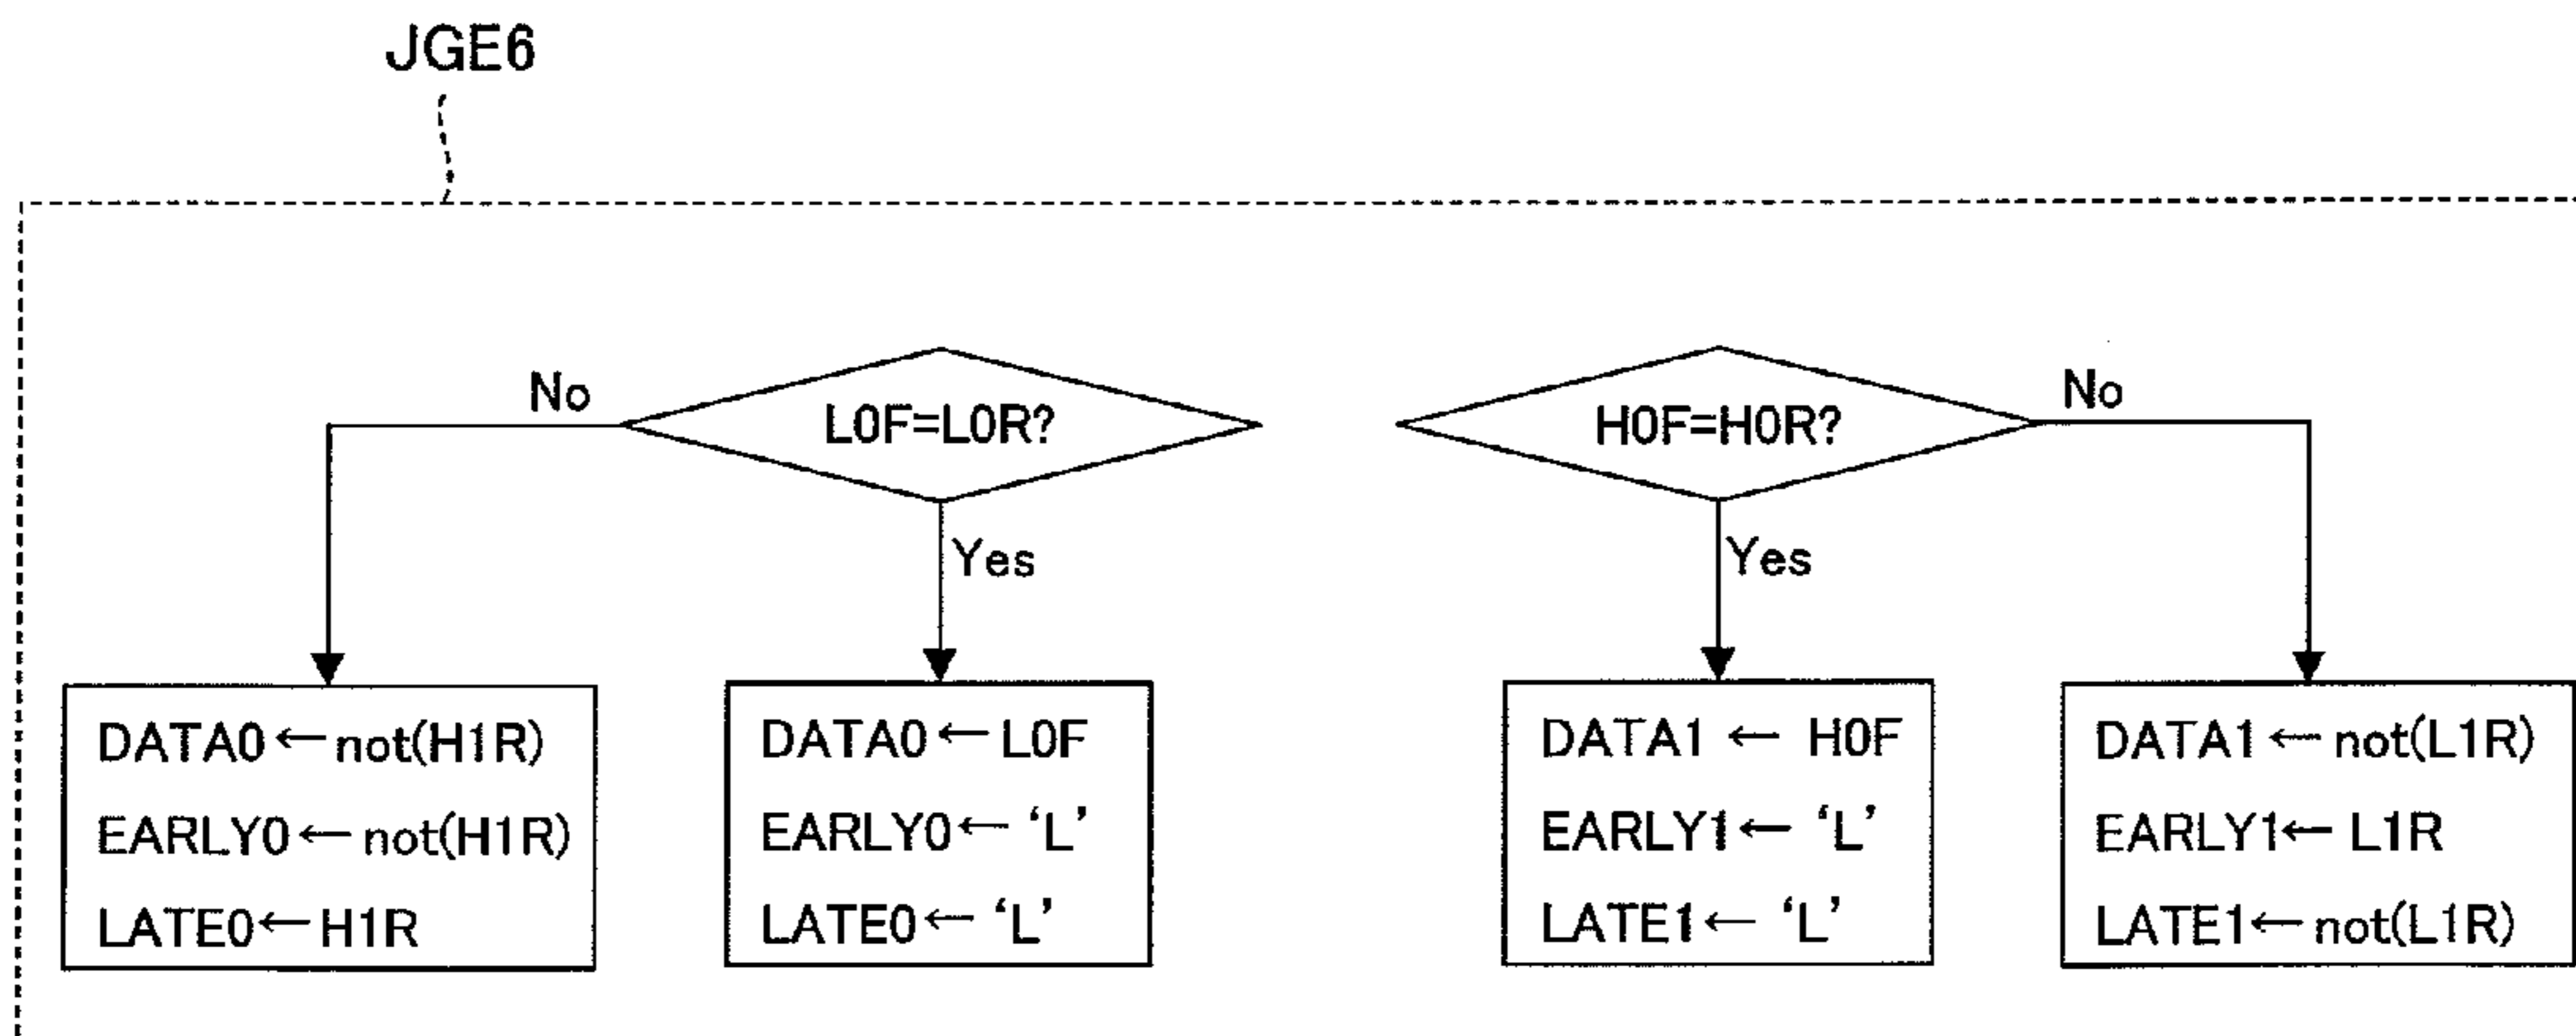 JGE6
No
L0F=L0R?
H0F=H0R?
No
Yes
Yes
DATA0←not(H1R)
EARLY0←not(H1R)
LATE0←H1R
DATA0←L0F
EARLY0←‘L’
LATE0←‘L’
DATA1 ← H0F
EARLY1←‘L’
LATE1←‘L’
DATA1←not(L1R)
EARLY1←L1R
LATE1←not(L1R)